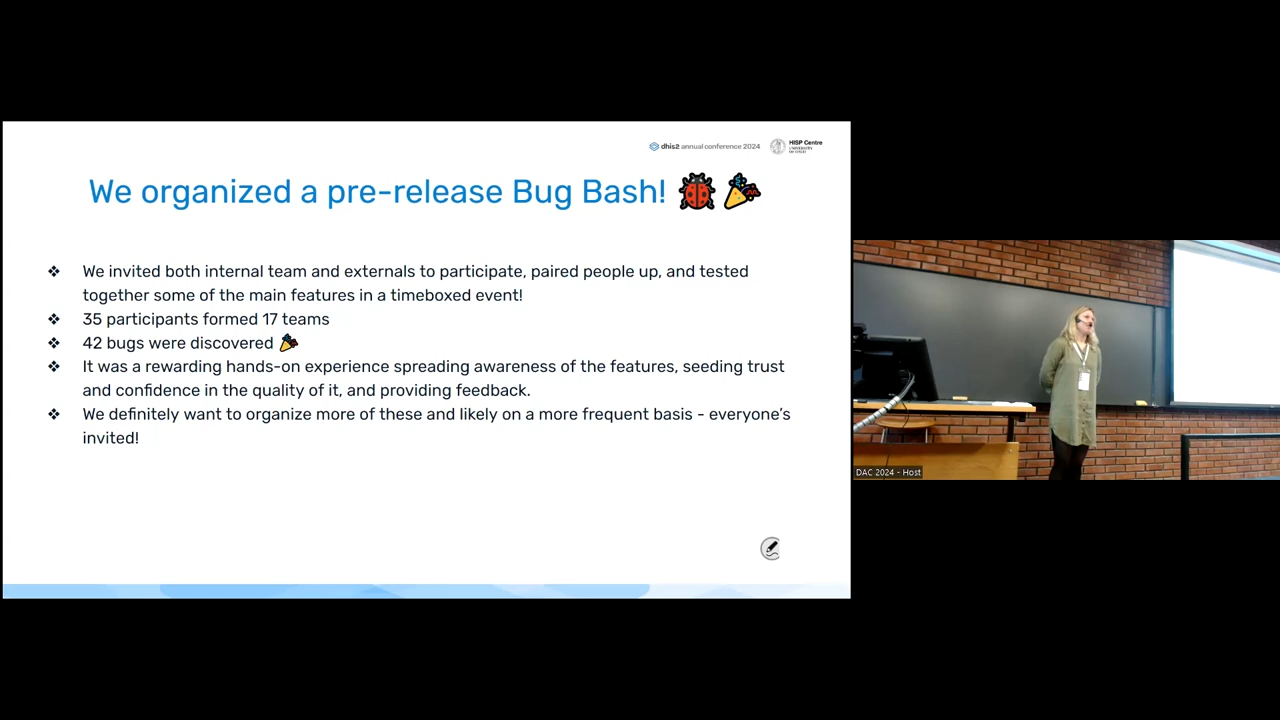 dhis2 annual conference 2024
HISP Centre
UNIVERSITY
OF OSLO
We organized a pre-release Bug Bash!
We invited both internal team and externals to participate, paired people up, and tested
together some of the main features in a timeboxed event!
35 participants formed 17 teams
42 bugs were discovered
It was a rewarding hands-on experience spreading awareness of the features, seeding trust
and confidence in the quality of it, and providing feedback.
We definitely want to organize more of these and likely on a more frequent basis - everyone’s
invited!
DAC 2024 - Host